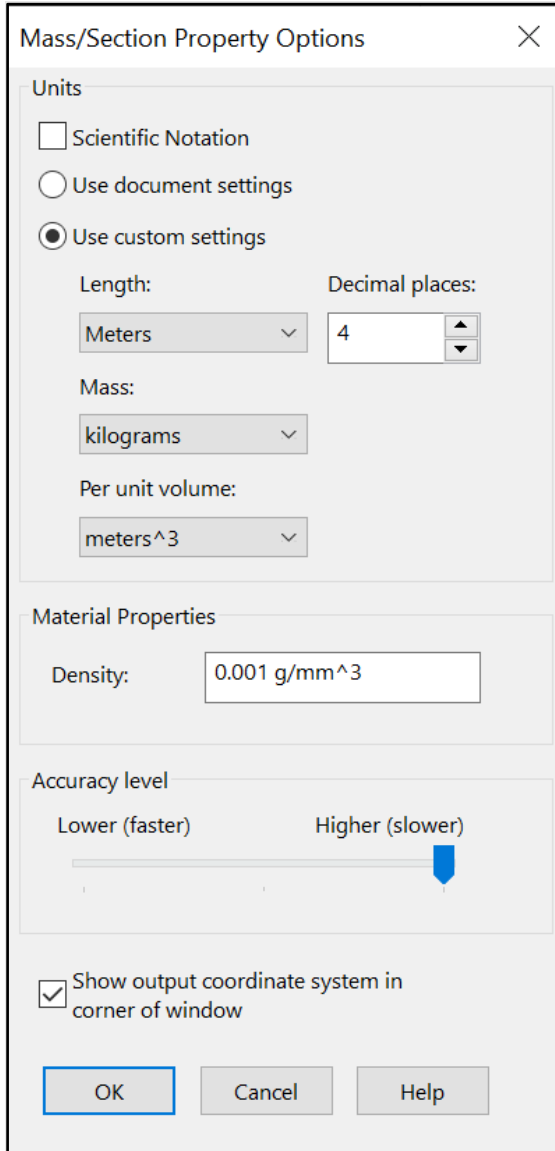 Mass/Section Property Options
Units
Scientific Notation
Use document settings
Use custom settings
Length: Decimal places:
Meters 4
Mass:
kilograms
Per unit volume:
meters^3
Material Properties
Density: 0.001 g/mm^3
Accuracy level
Lower (faster) Higher (slower)
Show output coordinate system in
corner of window
OK Cancel Help